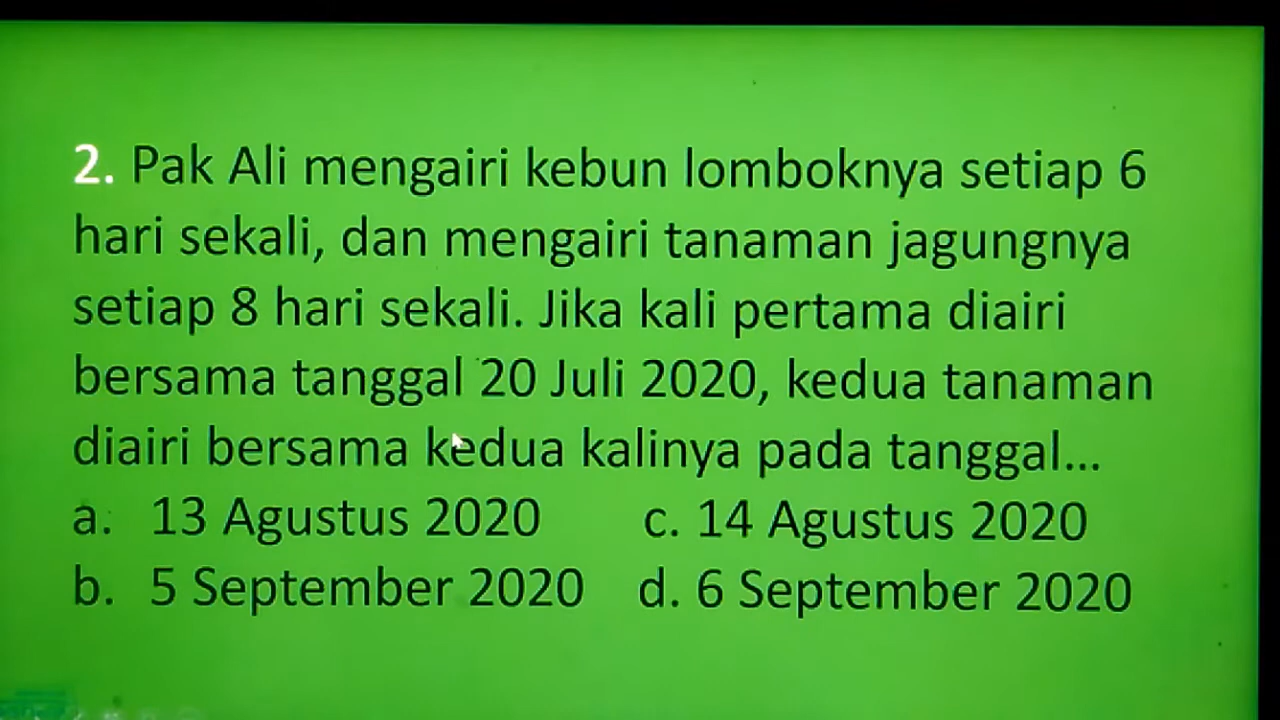 2. Pak Ali mengairi kebun lomboknya setiap 6
hari sekali, dan mengairi tanaman jagungnya
setiap 8 hari sekali. Jika kali pertama diairi
bersama tanggal 20 Juli 2020, kedua tanaman
diairi bersama kedua kalinya pada tanggal...
a. 13 Agustus 2020 c. 14 Agustus 2020
b. 5 September 2020 d. 6 September 2020